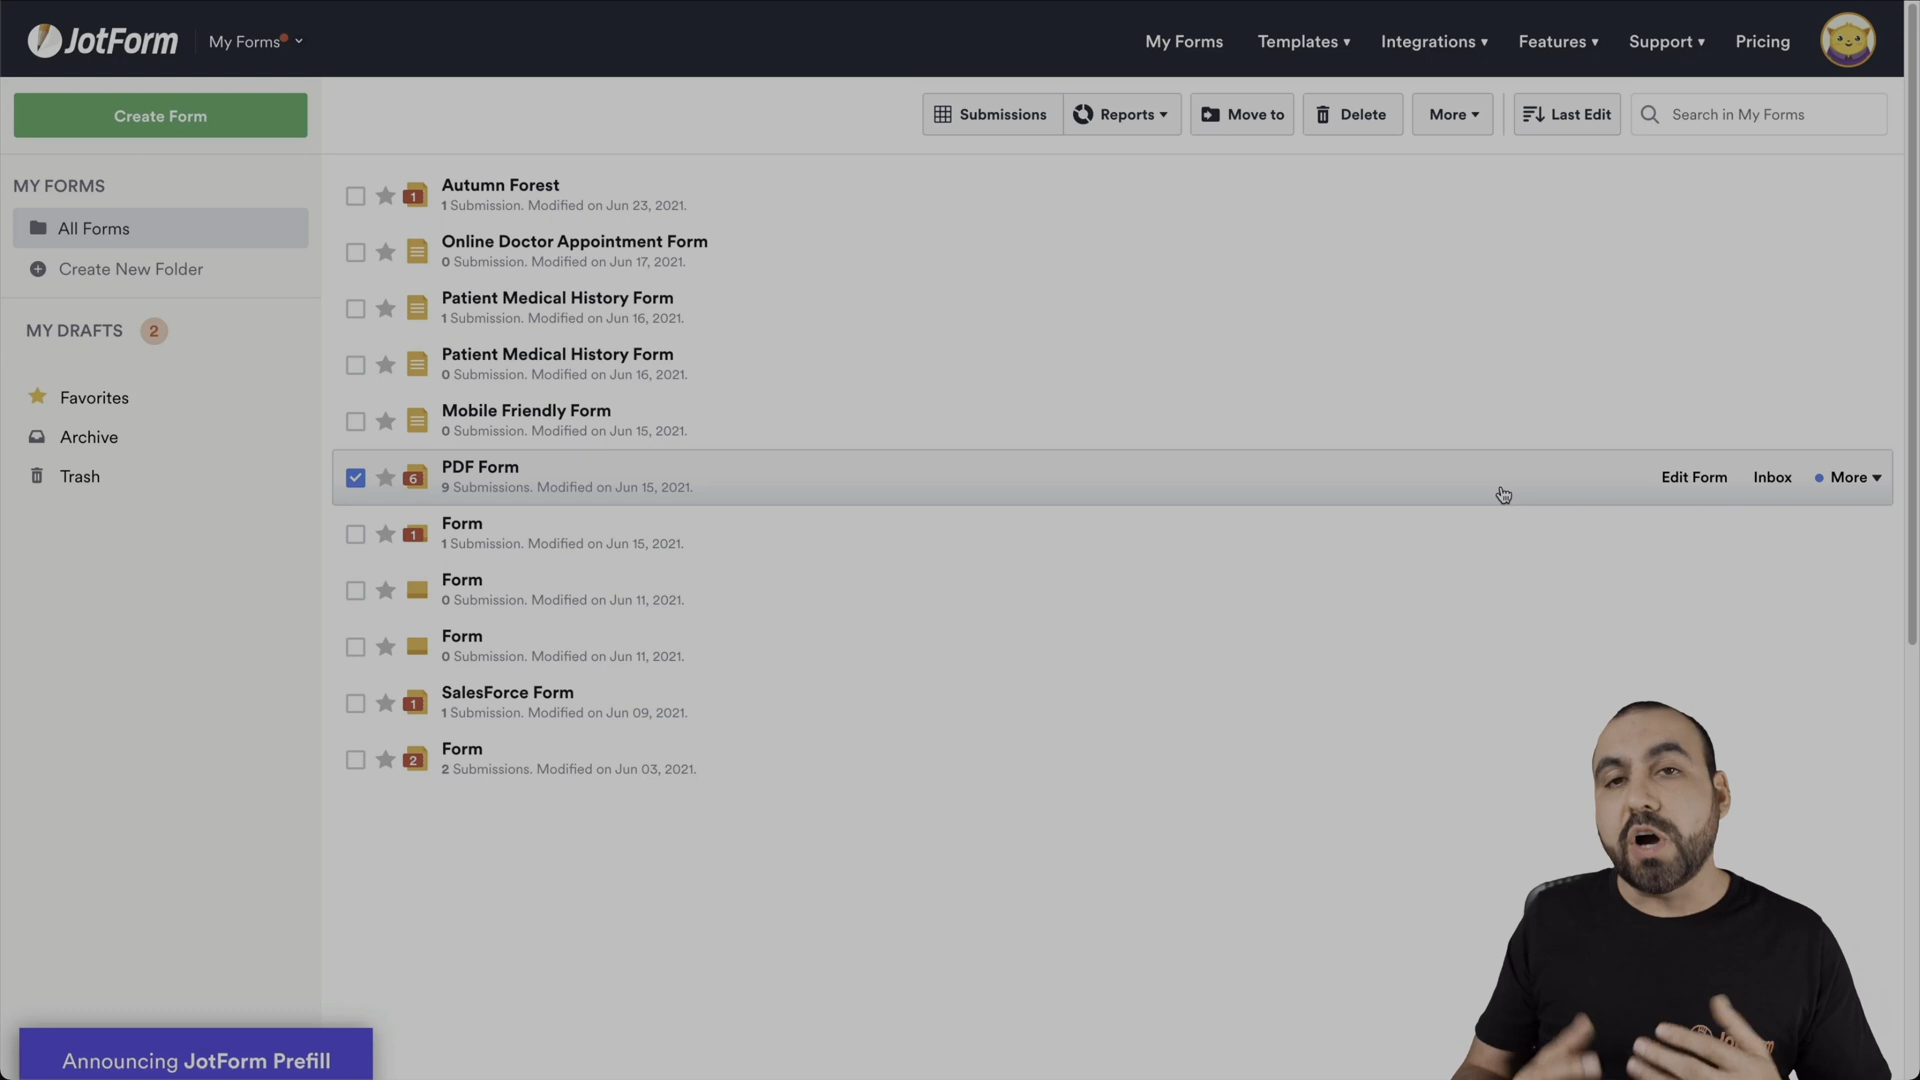 JotForm
My Forms
My Forms
Templates
Integrations
Features
Support
Pricing
Create Form
Submissions
Reports
Move to
Delete
More
Last Edit
Search in My Forms
MY FORMS
All Forms
Create New Folder
MY DRAFTS 2
Favorites
Archive
Trash
1
Autumn Forest
1 Submission. Modified on Jun 23, 2021.
Online Doctor Appointment Form
0 Submission. Modified on Jun 17, 2021.
Patient Medical History Form
1 Submission. Modified on Jun 16, 2021.
Patient Medical History Form
0 Submission. Modified on Jun 16, 2021.
Mobile Friendly Form
0 Submission. Modified on Jun 15, 2021.
6
PDF Form
9 Submissions. Modified on Jun 15, 2021.
Edit Form
Inbox
More
1
Form
1 Submission. Modified on Jun 15, 2021.
Form
0 Submission. Modified on Jun 11, 2021.
Form
0 Submission. Modified on Jun 11, 2021.
1
SalesForce Form
1 Submission. Modified on Jun 09, 2021.
2
Form
2 Submissions. Modified on Jun 03, 2021.
Announcing JotForm Prefill